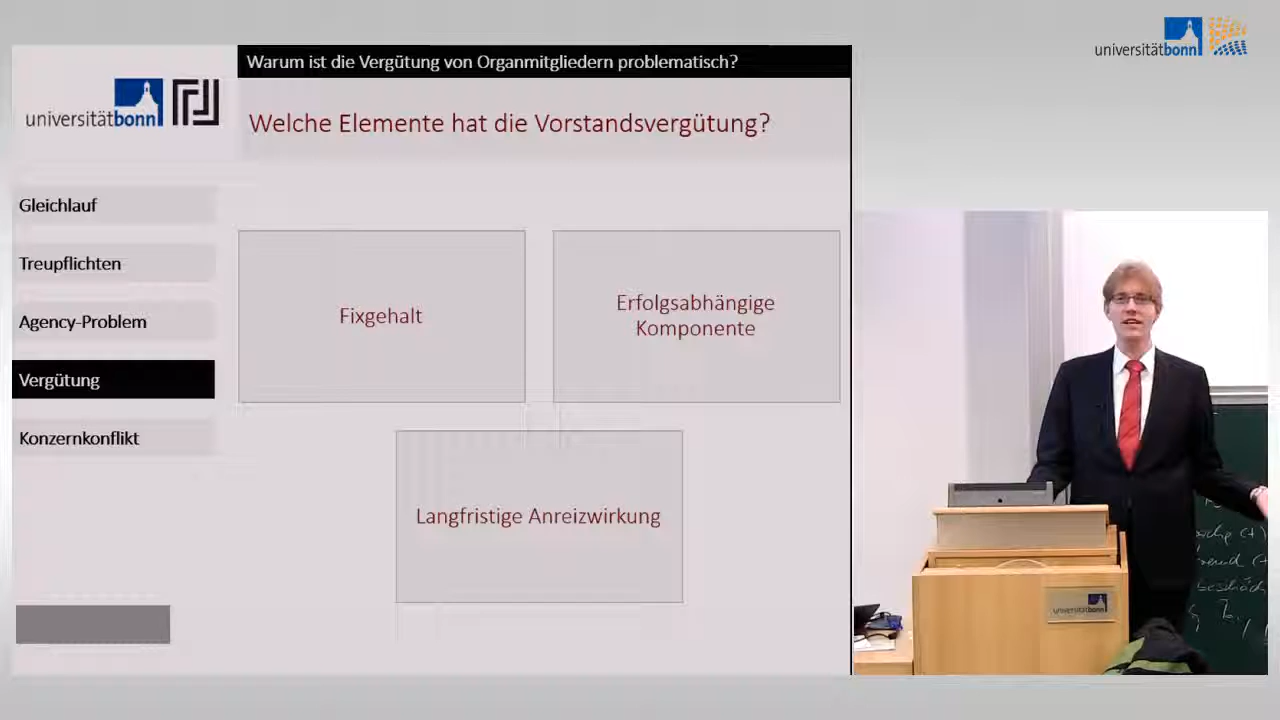 universitätbonn
Warum ist die Vergütung von Organmitgliedern problematisch?
universitätbonn
Welche Elemente hat die Vorstandsvergütung?
Gleichlauf
Treupflichten
Agency-Problem
Vergütung
Konzernkonflikt
Fixgehalt
Erfolgsabhängige
Komponente
Langfristige Anreizwirkung
universitätbonn